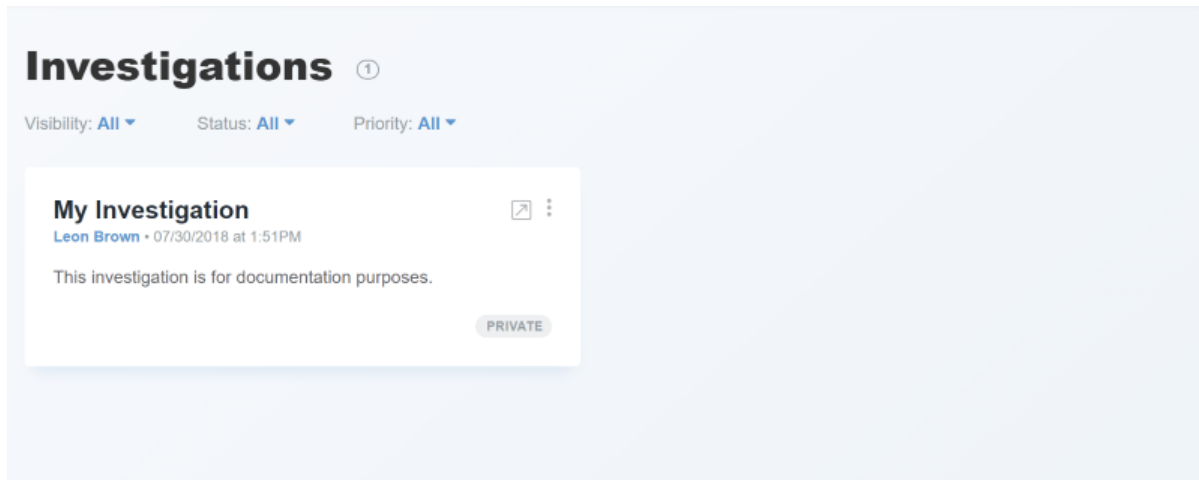 Investigations 1
Visibility: All Status: All Priority: All
My Investigation
Leon Brown • 07/30/2018 at 1:51PM
This investigation is for documentation purposes.
PRIVATE